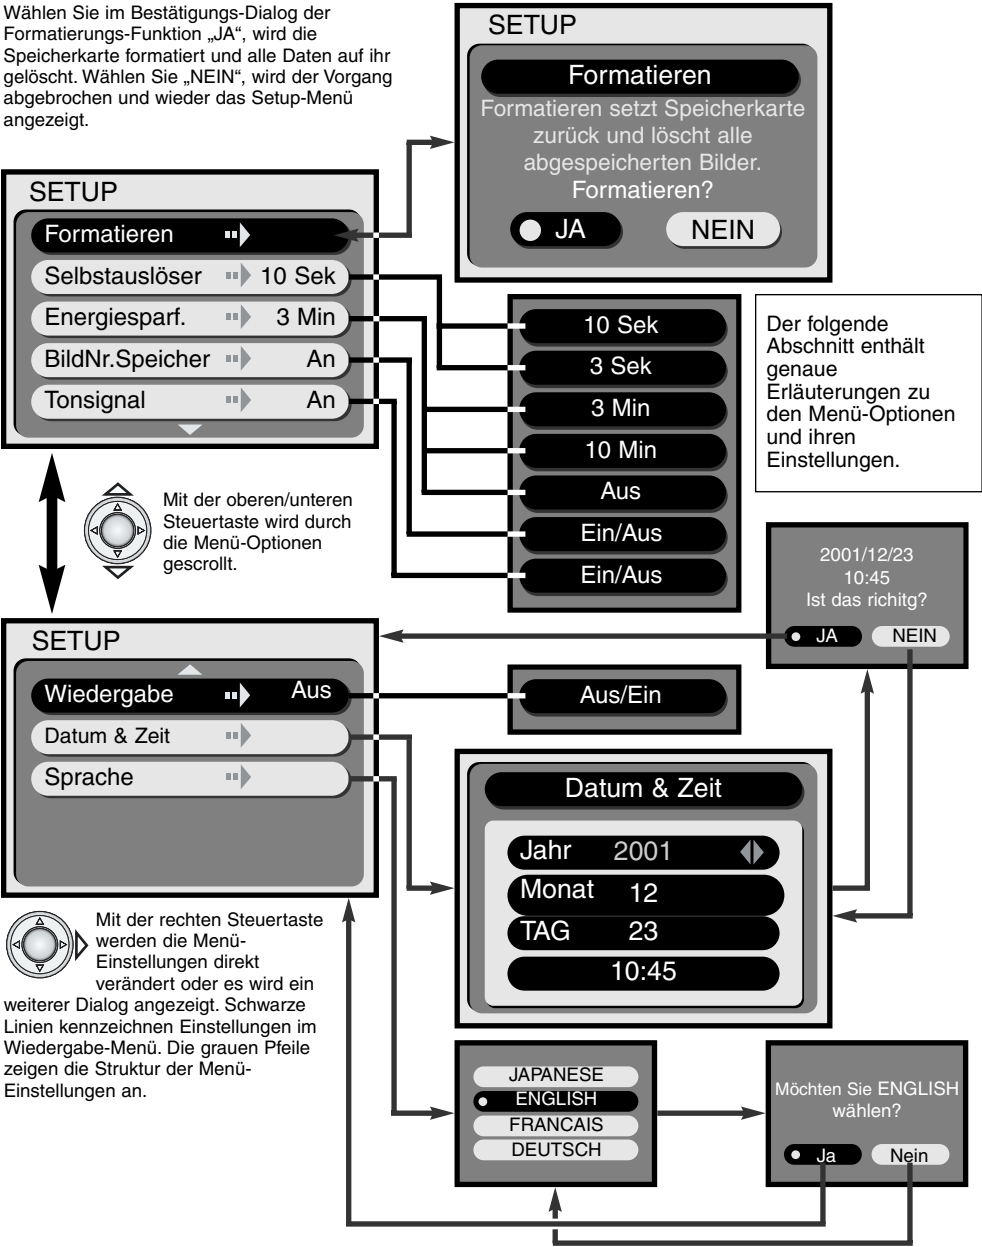 Wählen Sie im Bestätigungs-Dialog der
Formatierungs-Funktion „JA“, wird die
Speicherkarte formatiert und alle Daten auf ihr
gelöscht. Wählen Sie „NEIN“, wird der Vorgang
abgebrochen und wieder das Setup-Menü
angezeigt.
SETUP
Formatieren
Formatieren setzt Speicherkarte
zurück und löscht alle
abgespeicherten Bilder.
Formatieren?
JA NEIN
SETUP
Formatieren
Selbstauslöser 10 Sek
Energiesparf. 3 Min
BildNr.Speicher An
Tonsignal An
10 Sek
3 Sek
3 Min
10 Min
Aus
Ein/Aus
Ein/Aus
Der folgende
Abschnitt enthält
genaue
Erläuterungen zu
den Menü-Optionen
und ihren
Einstellungen.
Mit der oberen/unteren
Steuertaste wird durch
die Menü-Optionen
gescrollt.
2001/12/23
10:45
Ist das richitg?
JA NEIN
SETUP
Wiedergabe Aus
Datum & Zeit
Sprache
Aus/Ein
Datum & Zeit
Jahr 2001
Monat 12
TAG 23
10:45
Mit der rechten Steuertaste
werden die Menü-
Einstellungen direkt
verändert oder es wird ein
weiterer Dialog angezeigt. Schwarze
Linien kennzeichnen Einstellungen im
Wiedergabe-Menü. Die grauen Pfeile
zeigen die Struktur der Menü-
Einstellungen an.
JAPANESE
ENGLISH
FRANCAIS
DEUTSCH
Möchten Sie ENGLISH
wählen?
Ja Nein